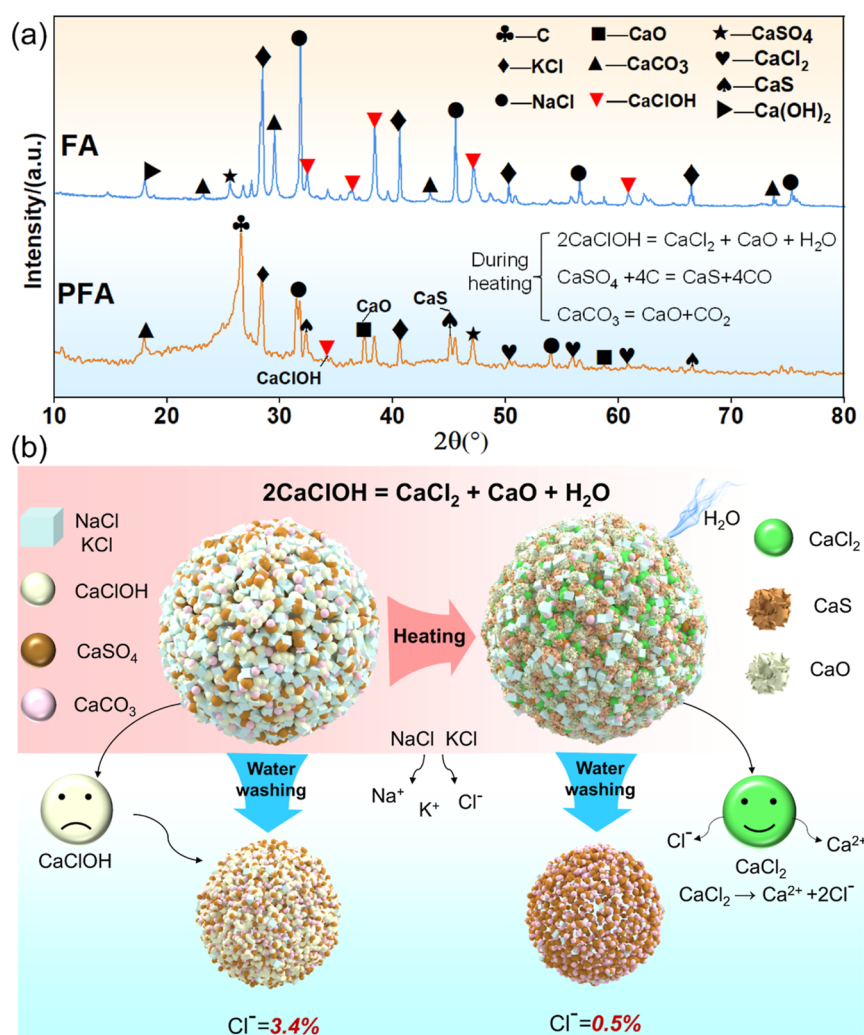 (a)
♣—C
■—CaO
★—CaSO₄
♦—KCl
▲—CaCO₃
♥—CaCl₂
●—NaCl
▼—CaClOH
♠—CaS
▶—Ca(OH)₂
FA
Intensity/(a.u.)
During
heating
2CaClOH = CaCl₂ + CaO + H₂O
CaSO₄ +4C = CaS+4CO
CaCO₃ = CaO+CO₂
PFA
CaO
CaS
CaClOH
10 20 30 40 50 60 70 80
2θ(°)
(b)
2CaClOH = CaCl₂ + CaO + H₂O
H₂O
NaCl
KCl
CaClOH
CaSO₄
CaCO₃
Heating
CaCl₂
CaS
CaO
NaCl KCl
Na⁺
K⁺
Cl⁻
Water
washing
Water
washing
CaClOH
Cl⁻
Ca²⁺
CaCl₂
CaCl₂ → Ca²⁺ +2Cl⁻
Cl⁻=3.4%
Cl⁻=0.5%